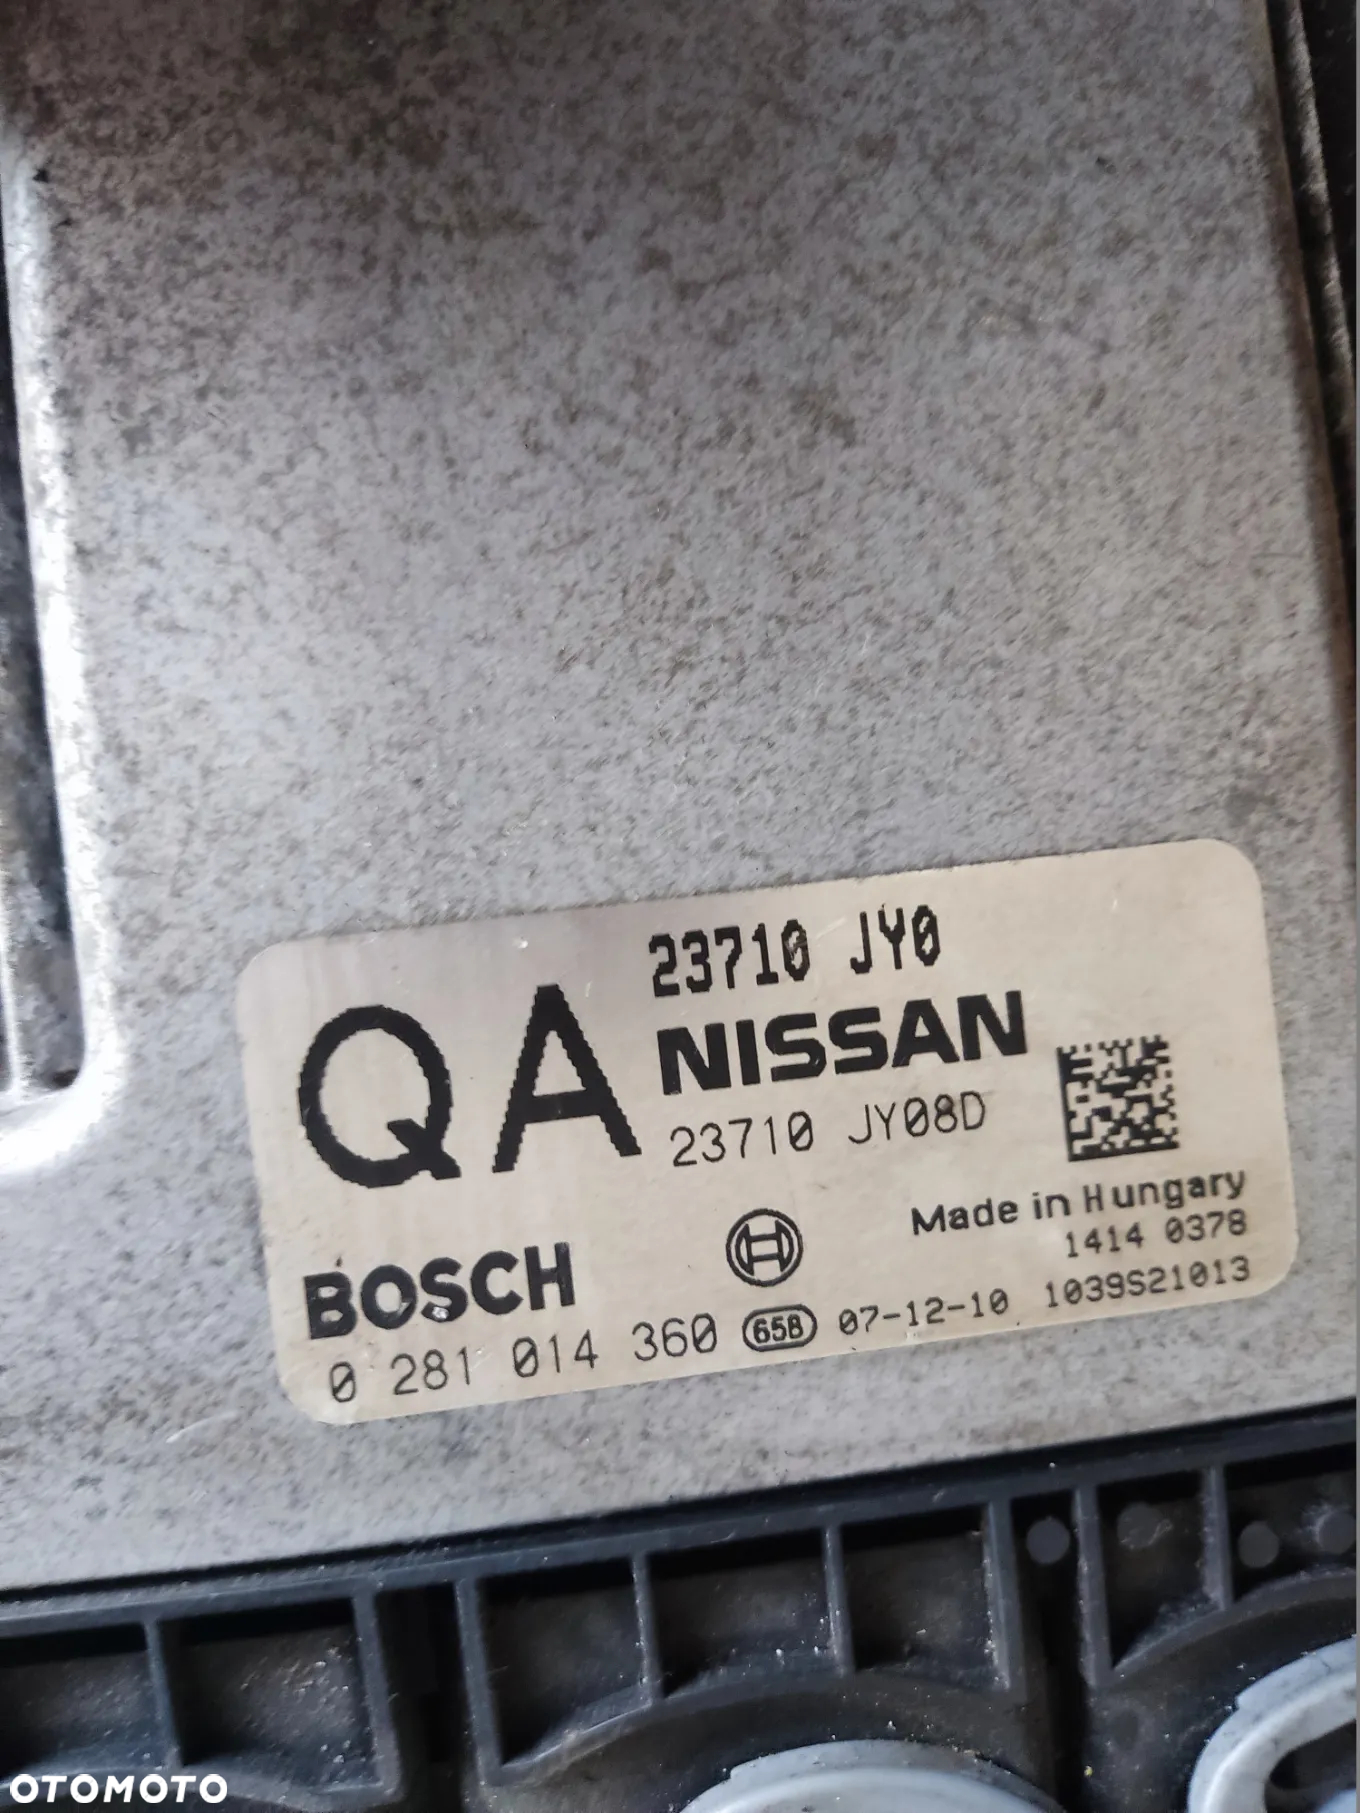 23710 JY0
QA
NISSAN
23710 JY08D
Made in Hungary
1414 0378
BOSCH
0 281 014 360 658 07-12-10 1039S21013
OTOMOTO